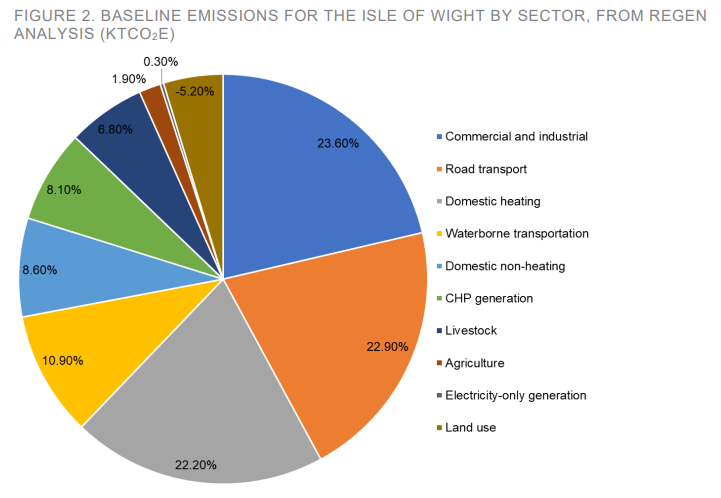 FIGURE 2. BASELINE EMISSIONS FOR THE ISLE OF WIGHT BY SECTOR, FROM REGEN
ANALYSIS (KTCO₂E)
0.30%
1.90%
-5.20%
6.80%
23.60%
8.10%
8.60%
10.90%
22.90%
22.20%
Commercial and industrial
Road transport
Domestic heating
Waterborne transportation
Domestic non-heating
CHP generation
Livestock
Agriculture
Electricity-only generation
Land use